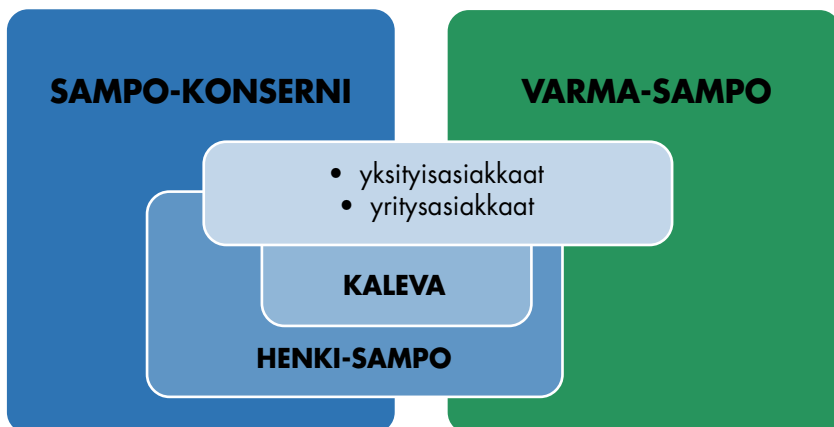 SAMPO-KONSERNI
VARMA-SAMPO
• yksityisasiakkaat
• yritysasiakkaat
KALEVA
HENKI-SAMPO